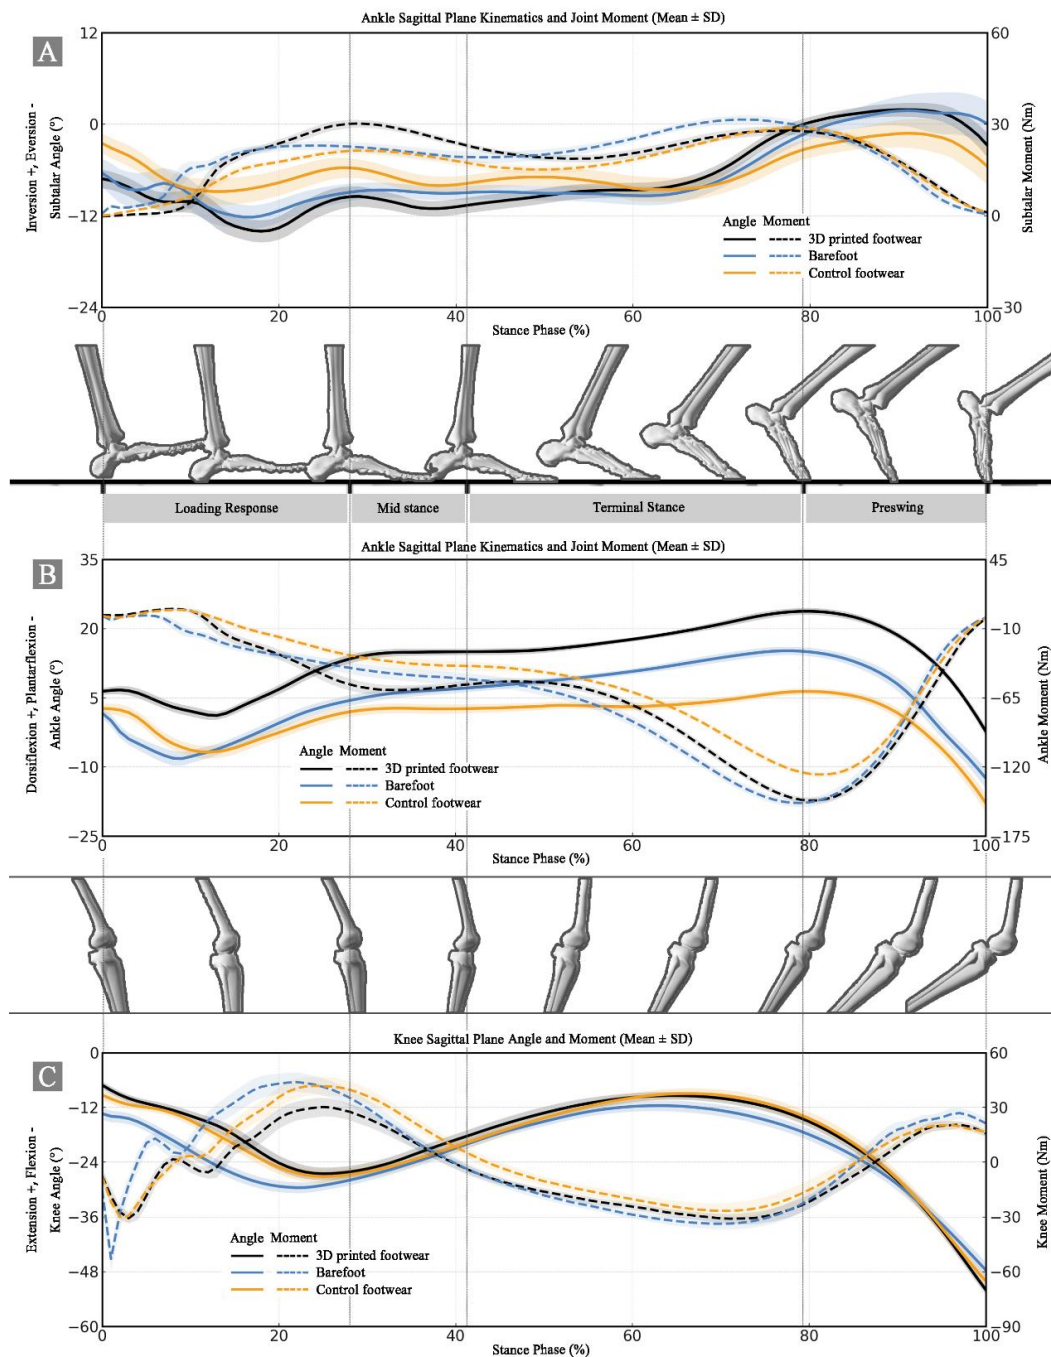 Ankle Sagittal Plane Kinematics and Joint Moment (Mean ± SD)
A
12
0
−12
−24
Inversion +, Eversion -
Subtalar Angle (°)
60
30
0
−30
Subtalar Moment (Nm)
Angle Moment
3D printed footwear
Barefoot
Control footwear
0 20 40 60 80 100
Stance Phase (%)
Loading Response Mid stance Terminal Stance Preswing
Ankle Sagittal Plane Kinematics and Joint Moment (Mean ± SD)
B
35
20
5
−10
−25
Dorsiflexion +, Plantarflexion -
Ankle Angle (°)
45
−10
−65
−120
−175
Ankle Moment (Nm)
Angle Moment
3D printed footwear
Barefoot
Control footwear
0 20 40 60 80 100
Stance Phase (%)
Knee Sagittal Plane Angle and Moment (Mean ± SD)
C
0
−12
−24
−36
−48
−60
Extension +, Flexion -
Knee Angle (°)
60
30
0
−30
−60
−90
Knee Moment (Nm)
Angle Moment
3D printed footwear
Barefoot
Control footwear
0 20 40 60 80 100
Stance Phase (%)